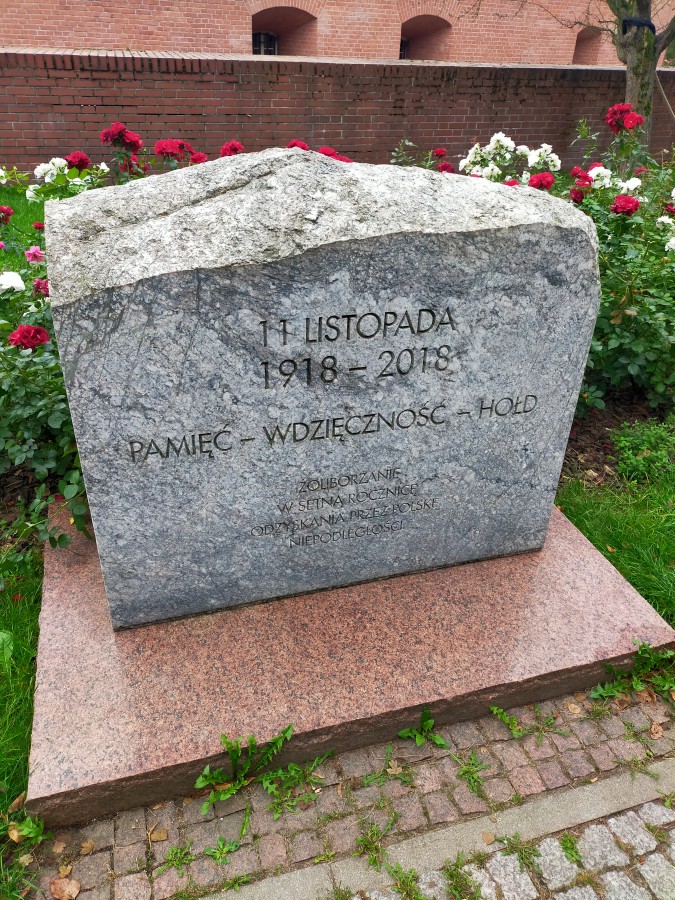 11 LISTOPADA
1918 – 2018
PAMIĘĆ – WDZIĘCZNOŚĆ – HOŁD
ŻOLIBORZANIE
W SETNĄ ROCZNICĘ
ODZYSKANIA PRZEZ POLSKĘ
NIEPODLEGŁOŚCI